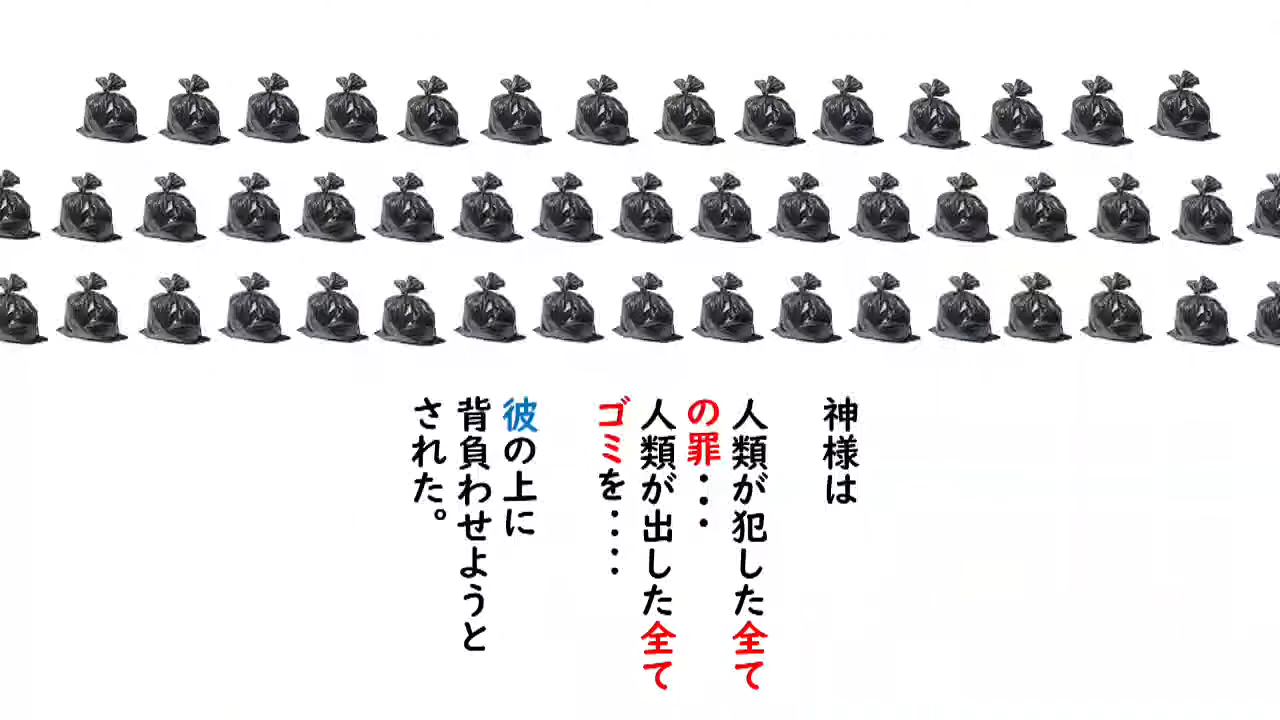 神様は
人類が犯した全て
の罪・・・
人類が出した全て
ゴミを・・・・
彼の上に
背負わせようと
された。